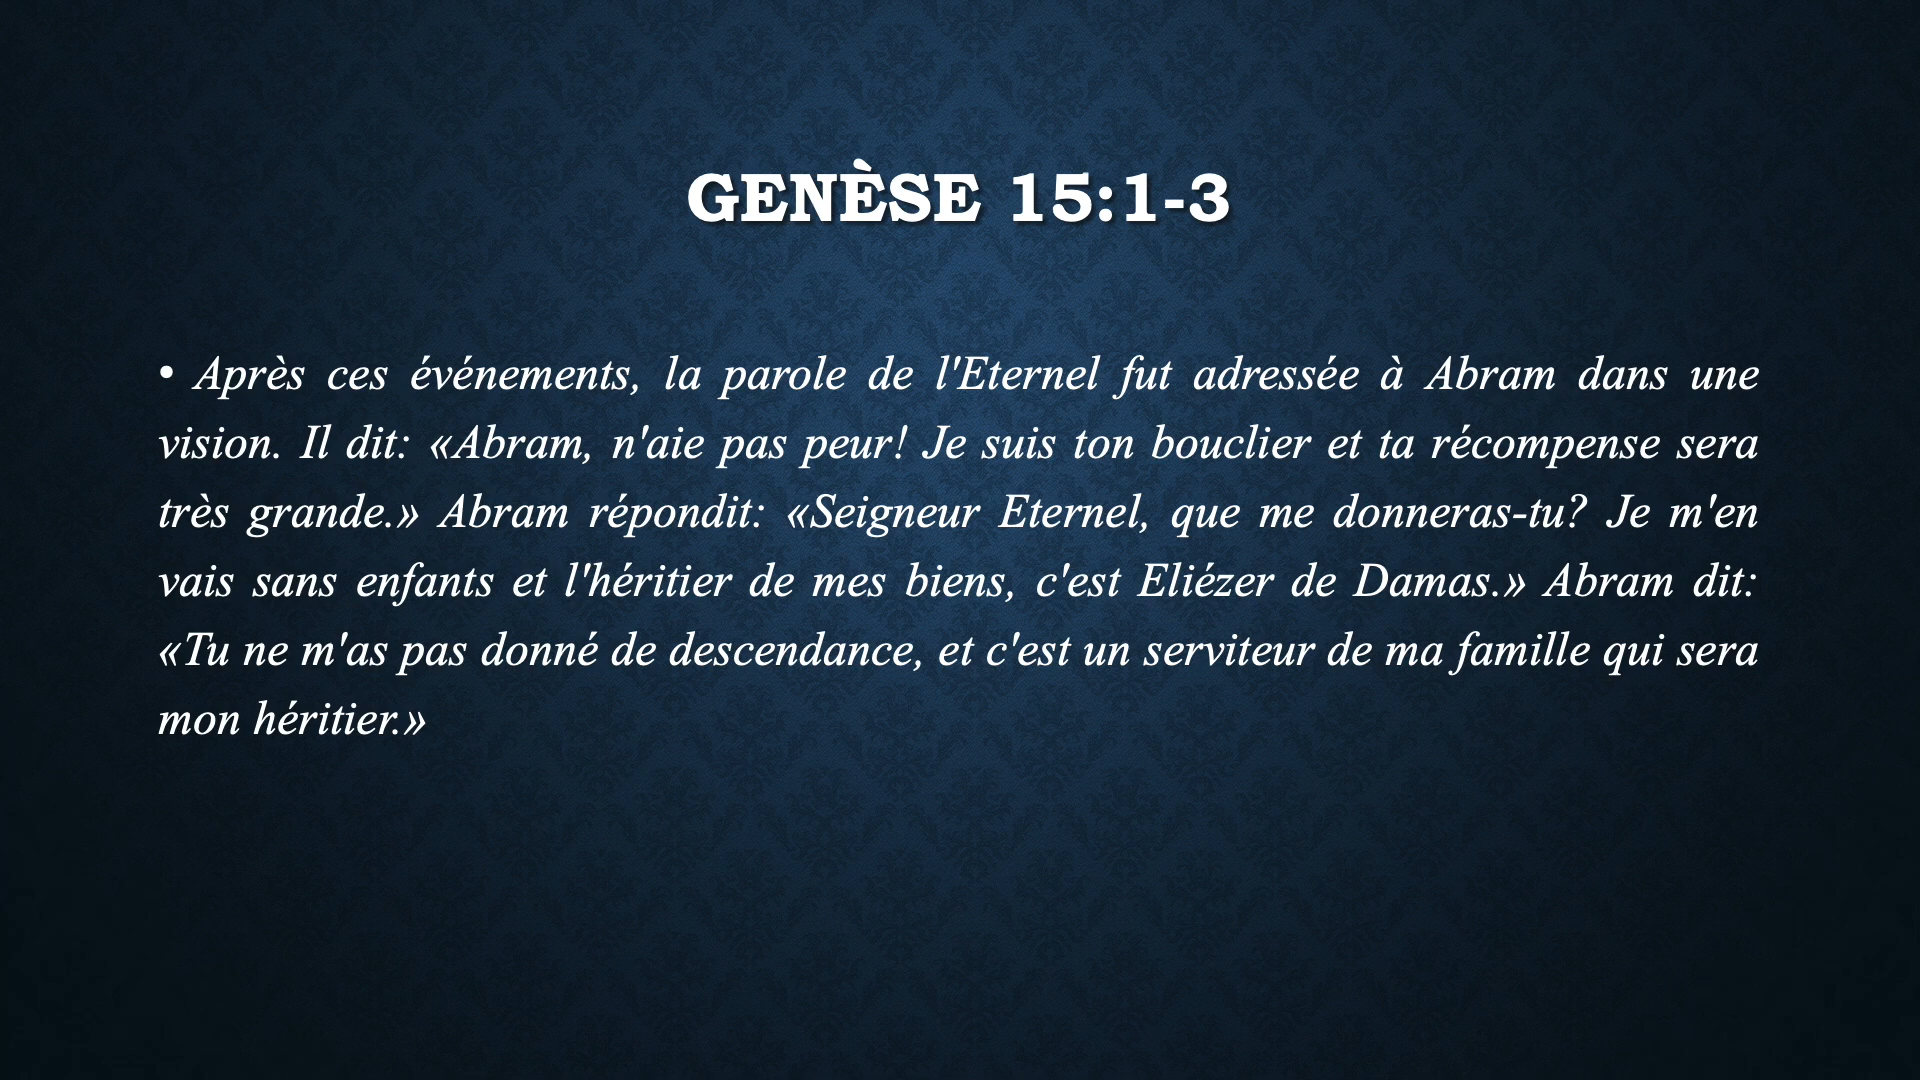 GENÈSE 15:1-3
• Après ces événements, la parole de l'Eternel fut adressée à Abram dans une
vision. Il dit: «Abram, n'aie pas peur! Je suis ton bouclier et ta récompense sera
très grande.» Abram répondit: «Seigneur Eternel, que me donneras-tu? Je m'en
vais sans enfants et l'héritier de mes biens, c'est Eliézer de Damas.» Abram dit:
«Tu ne m'as pas donné de descendance, et c'est un serviteur de ma famille qui sera
mon héritier.»